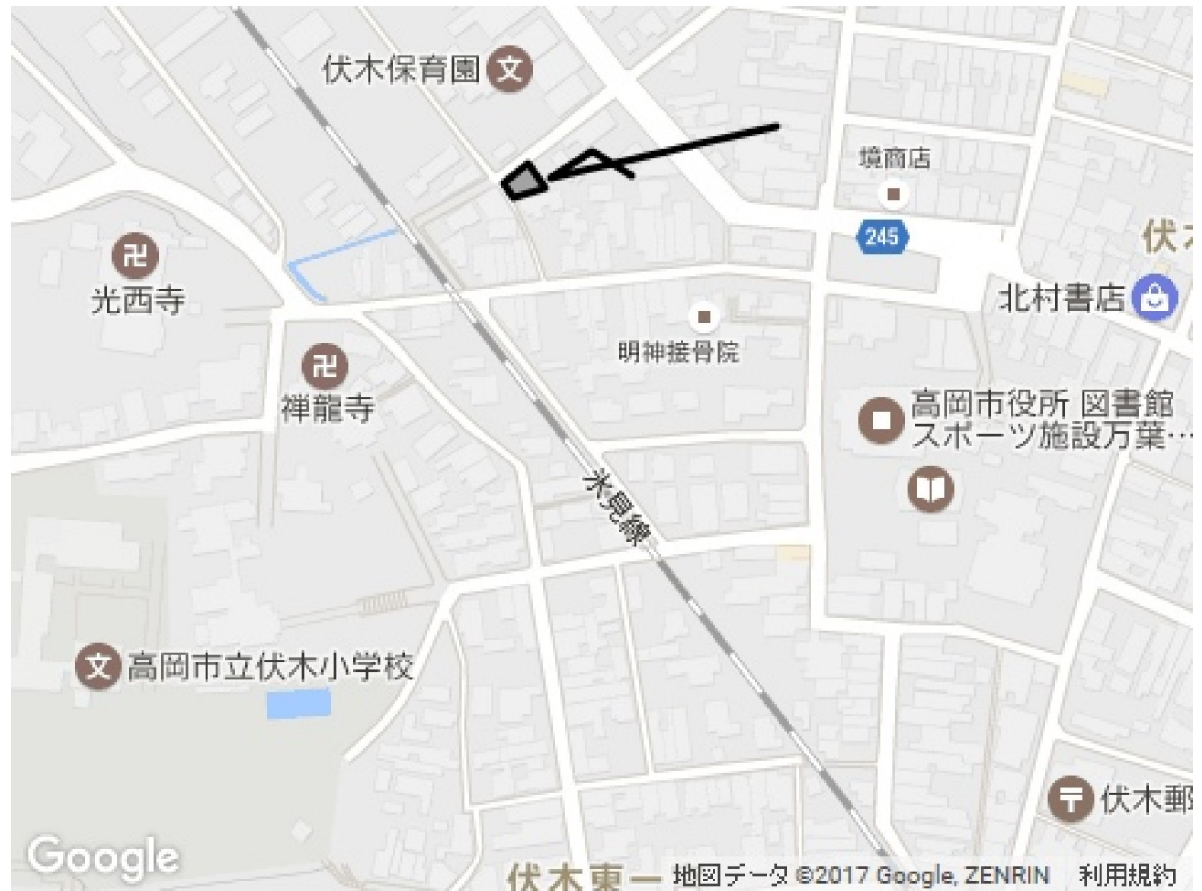 伏木保育園 文
境商店
245
伏木
光西寺
北村書店
明神接骨院
禅龍寺
高岡市役所 図書館
スポーツ施設万葉…
氷見線
文 高岡市立伏木小学校
伏木郵
Google
伏木東一
地図データ ©2017 Google, ZENRIN 利用規約